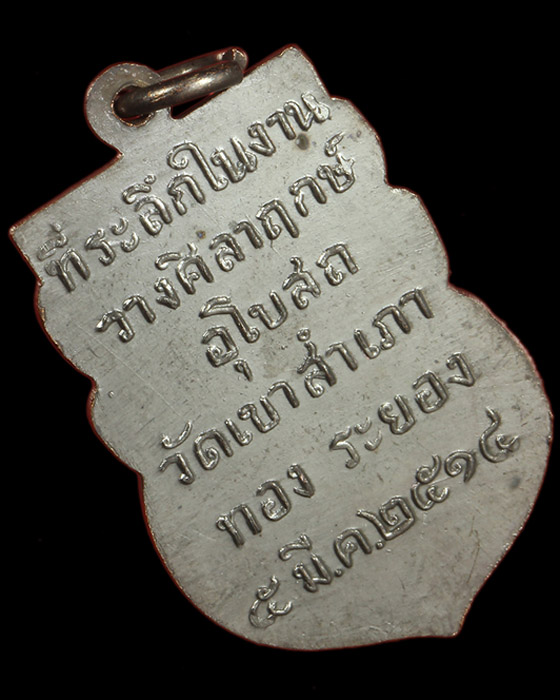 ที่ระลึกในงาน
วางศิลาฤกษ์
อุโบสถ
วัดเขาสำเภา
ทอง ระยอง
๕ มี.ค.๒๕๑๔